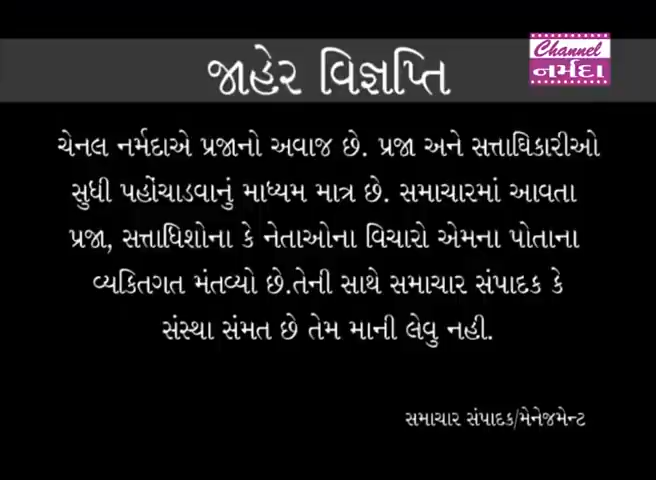 Channel
નર્મદા
જાહેર વિજ્ઞપ્તિ
ચેનલ નર્મદાએ પ્રજાનો અવાજ છે. પ્રજા અને સત્તાધિકારીઓ
સુધી પહોંચાડવાનું માધ્યમ માત્ર છે. સમાચારમાં આવતા
પ્રજા, સત્તાધિશોના કે નેતાઓના વિચારો એમના પોતાના
વ્યકિતગત મંતવ્યો છે.તેની સાથે સમાચાર સંપાદક કે
સંસ્થા સંમત છે તેમ માની લેવુ નહી.
સમાચાર સંપાદક/મેનેજમેન્ટ